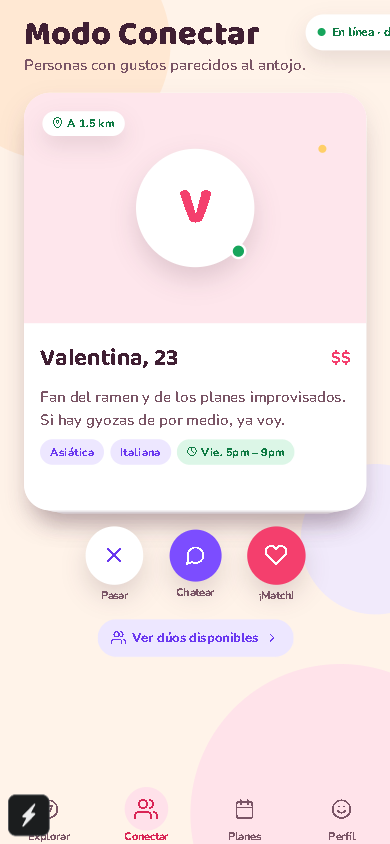 Modo Conectar
En línea · d
Personas con gustos parecidos al antojo.
A 1.5 km
V
Valentina, 23
$$
Fan del ramen y de los planes improvisados.
Si hay gyozas de por medio, ya voy.
Asiática
Italiana
Vie. 5pm – 9pm
Pasar
Chatear
¡Match!
Ver dúos disponibles
Explorar
Conectar
Planes
Perfil